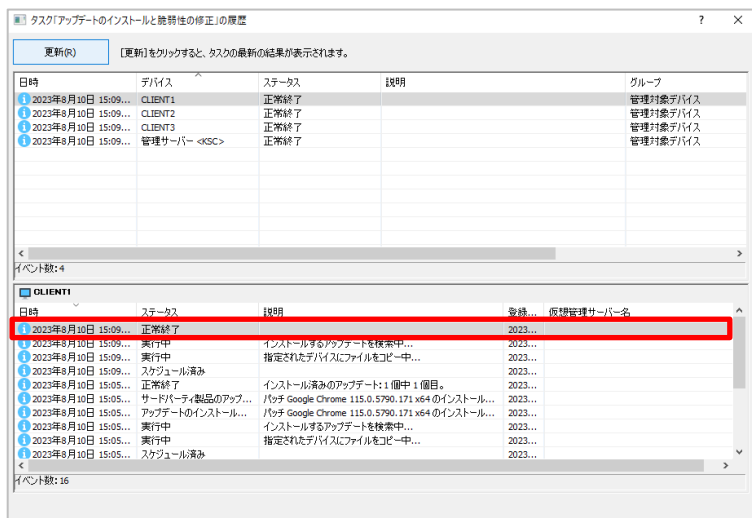 タスク「アップデートのインストールと脆弱性の修正」の履歴 ? ×
更新(R) [更新]をクリックすると、タスクの最新の結果が表示されます。
日時 デバイス ステータス 説明 グループ
2023年8月10日 15:09... CLIENT1 正常終了 管理対象デバイス
2023年8月10日 15:09... CLIENT2 正常終了 管理対象デバイス
2023年8月10日 15:09... CLIENT3 正常終了 管理対象デバイス
2023年8月10日 15:09... 管理サーバー <KSC> 正常終了 管理対象デバイス
イベント数: 4
CLIENT1
日時 ステータス 説明 登録... 仮想管理サーバー名
2023年8月10日 15:09... 正常終了 2023...
2023年8月10日 15:09... 実行中 インストールするアップデートを検索中... 2023...
2023年8月10日 15:09... 実行中 指定されたデバイスにファイルをコピー中... 2023...
2023年8月10日 15:09... スケジュール済み 2023...
2023年8月10日 15:05... 正常終了 インストール済みのアップデート: 1 個中 1 個目。 2023...
2023年8月10日 15:05... サードパーティ製品のアップ... パッチ Google Chrome 115.0.5790.171 x64 のインストール... 2023...
2023年8月10日 15:05... アップデートのインストール... パッチ Google Chrome 115.0.5790.171 x64 のインストール... 2023...
2023年8月10日 15:05... 実行中 インストールするアップデートを検索中... 2023...
2023年8月10日 15:05... 実行中 指定されたデバイスにファイルをコピー中... 2023...
2023年8月10日 15:05... スケジュール済み 2023...
イベント数: 16